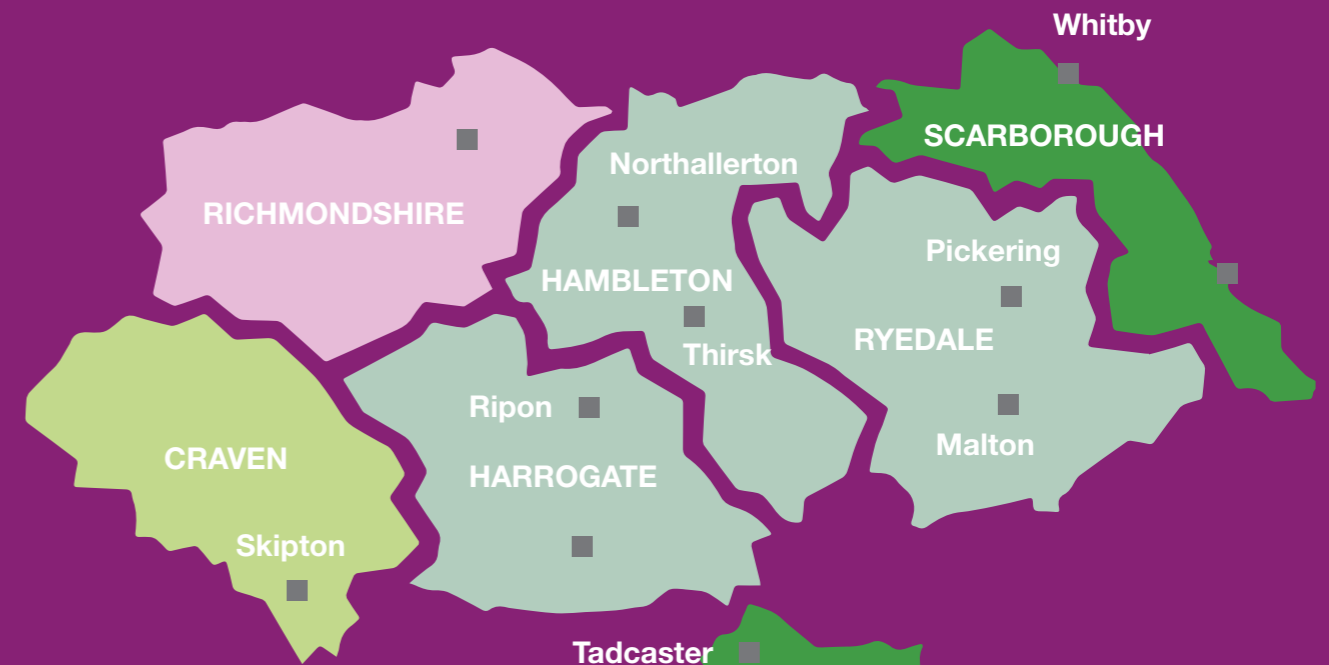 Whitby
SCARBOROUGH
Northallerton
RICHMONDSHIRE
Pickering
HAMBLETON
RYEDALE
Thirsk
Ripon
Malton
CRAVEN
HARROGATE
Skipton
Tadcaster